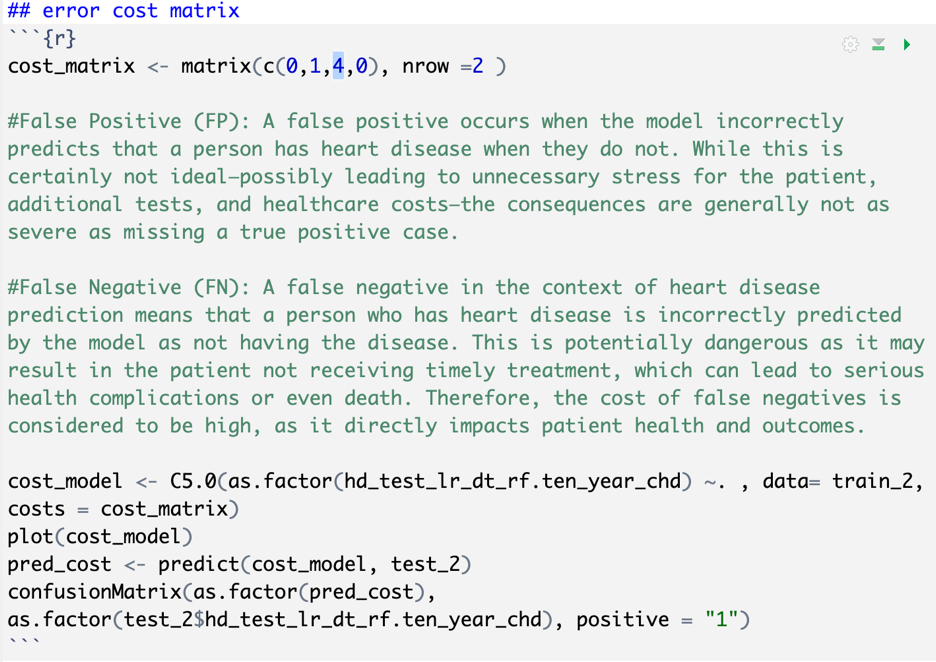 ## error cost matrix
```{r}
cost_matrix <- matrix(c(0,1,4,0), nrow =2 )
#False Positive (FP): A false positive occurs when the model incorrectly
predicts that a person has heart disease when they do not. While this is
certainly not ideal—possibly leading to unnecessary stress for the patient,
additional tests, and healthcare costs—the consequences are generally not as
severe as missing a true positive case.
#False Negative (FN): A false negative in the context of heart disease
prediction means that a person who has heart disease is incorrectly predicted
by the model as not having the disease. This is potentially dangerous as it may
result in the patient not receiving timely treatment, which can lead to serious
health complications or even death. Therefore, the cost of false negatives is
considered to be high, as it directly impacts patient health and outcomes.
cost_model <- C5.0(as.factor(hd_test_lr_dt_rf.ten_year_chd) ~. , data= train_2,
costs = cost_matrix)
plot(cost_model)
pred_cost <- predict(cost_model, test_2)
confusionMatrix(as.factor(pred_cost),
as.factor(test_2$hd_test_lr_dt_rf.ten_year_chd), positive = "1")
```